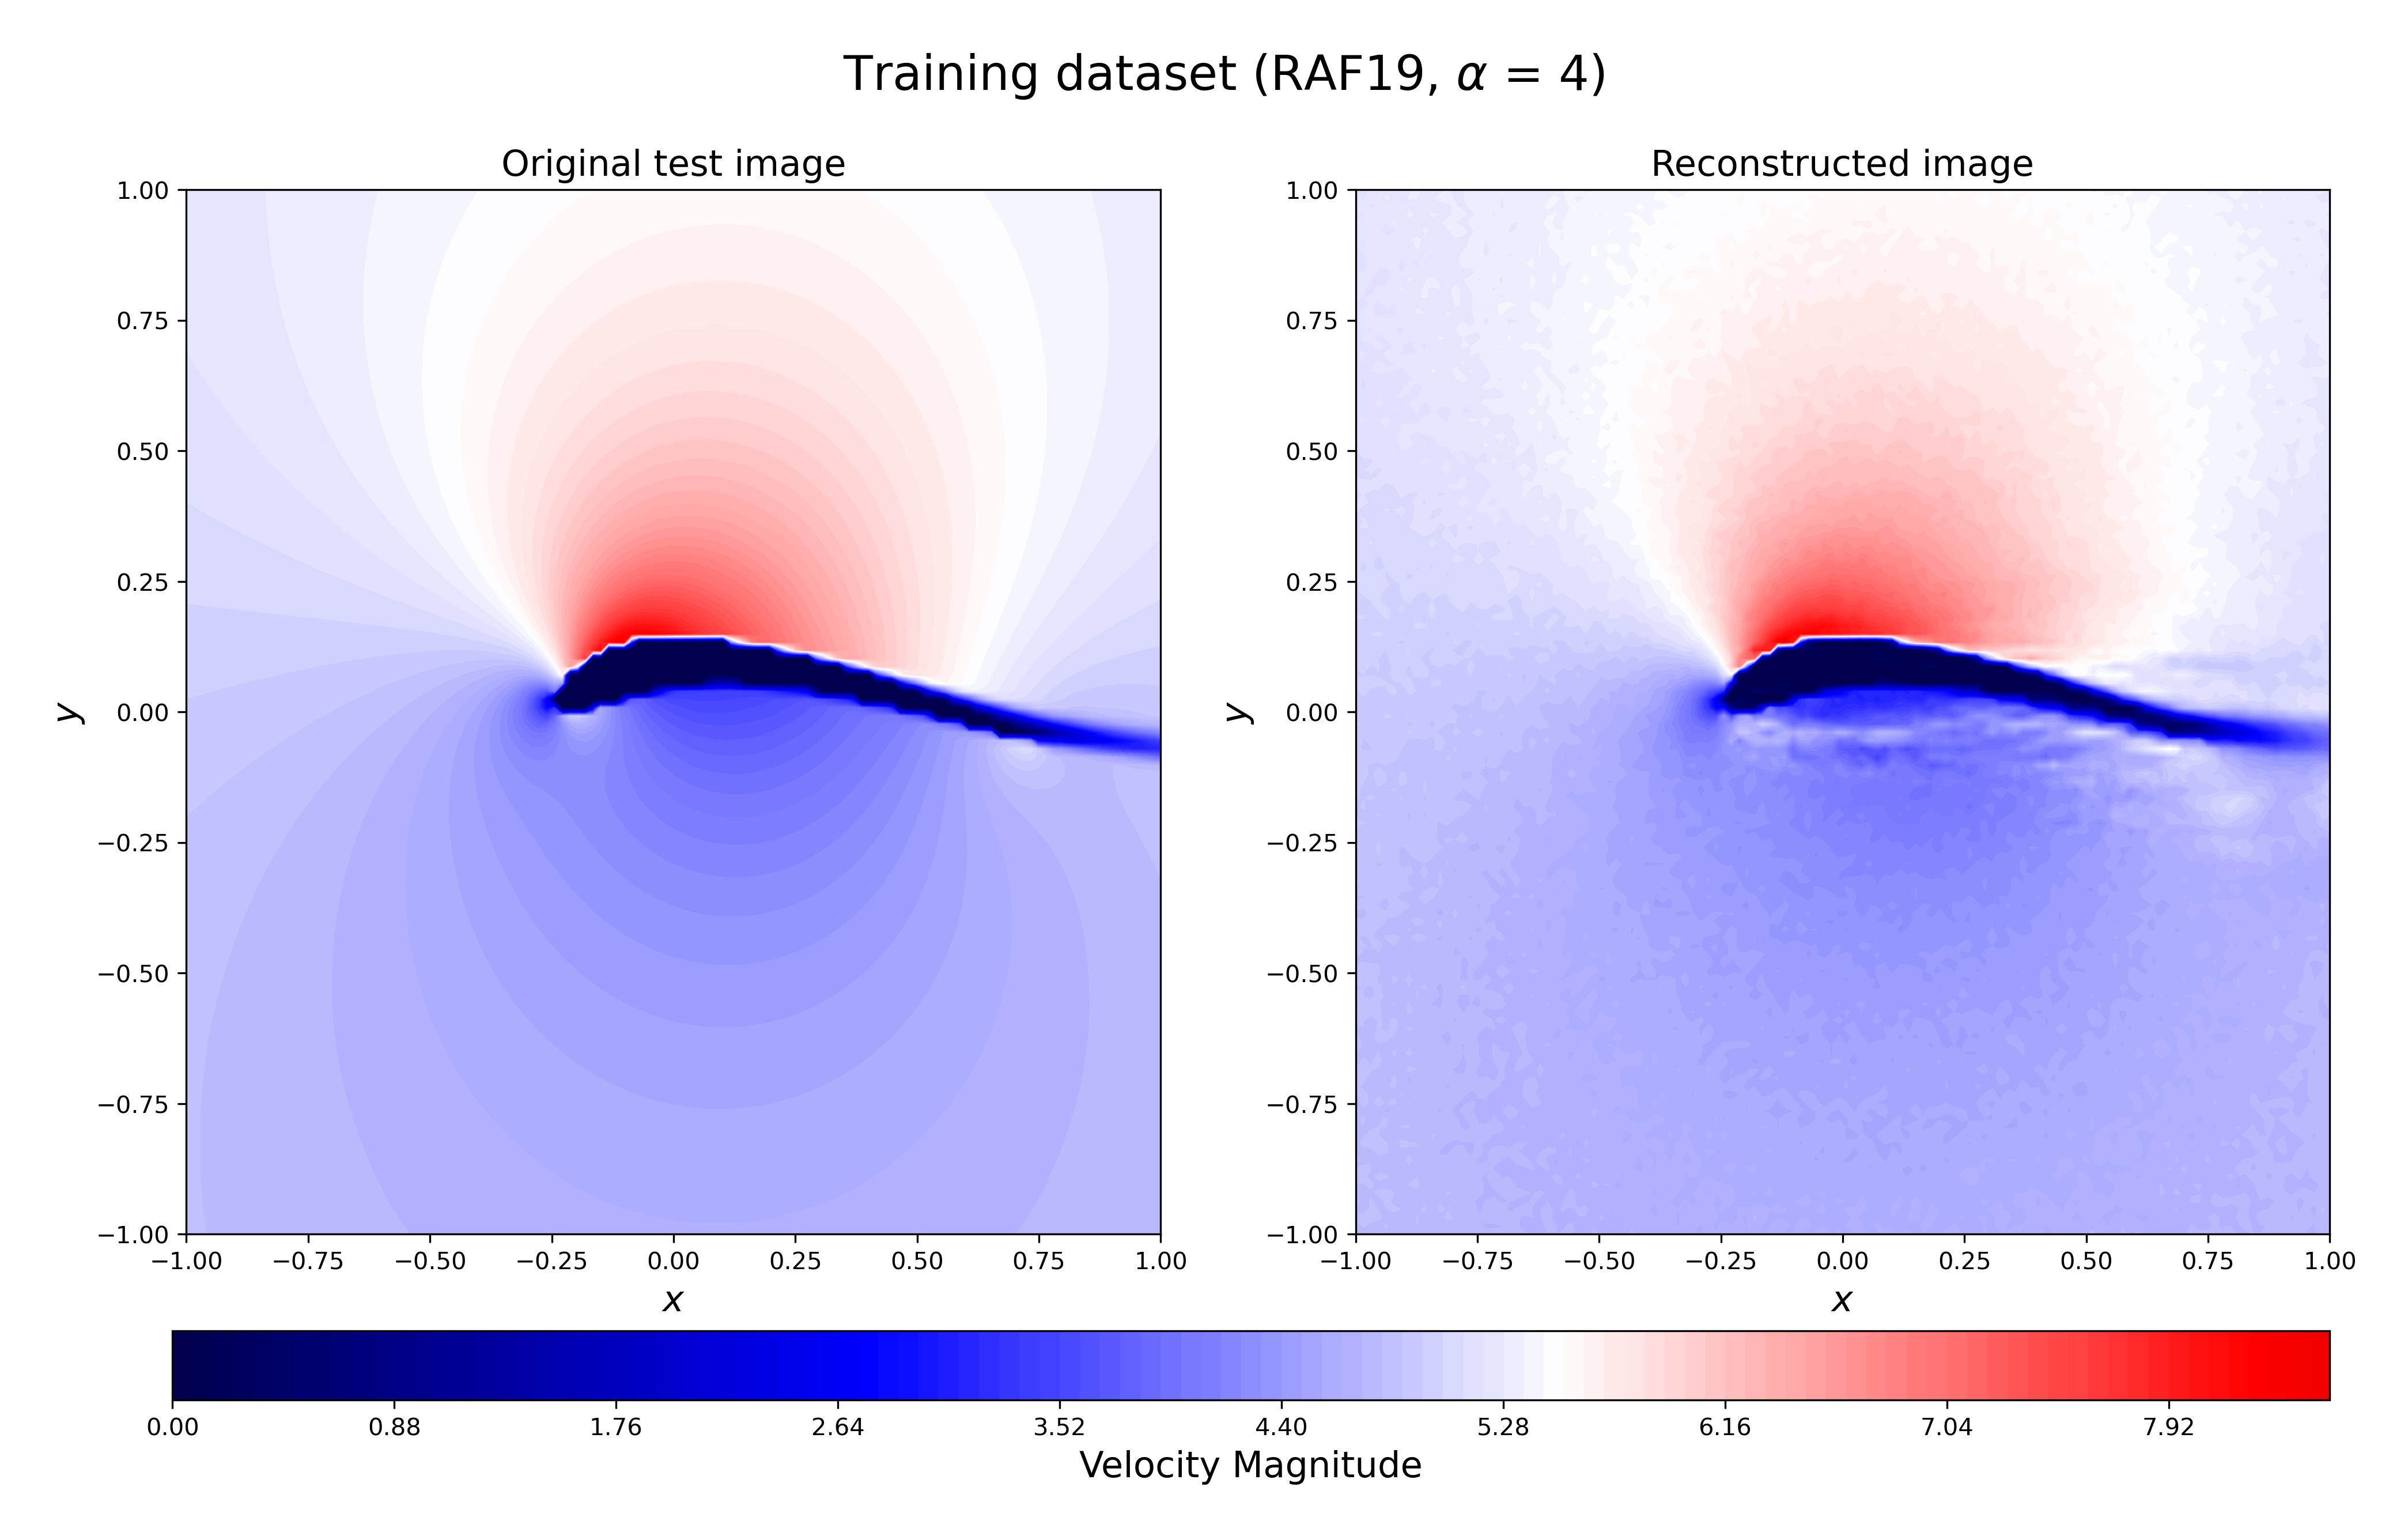 Training dataset (RAF19, α = 4)
Original test image
Reconstructed image
1.00
0.75
0.50
0.25
0.00
−0.25
−0.50
−0.75
−1.00
y
−1.00 −0.75 −0.50 −0.25 0.00 0.25 0.50 0.75 1.00
x
1.00
0.75
0.50
0.25
0.00
−0.25
−0.50
−0.75
−1.00
y
−1.00 −0.75 −0.50 −0.25 0.00 0.25 0.50 0.75 1.00
x
0.00 0.88 1.76 2.64 3.52 4.40 5.28 6.16 7.04 7.92
Velocity Magnitude